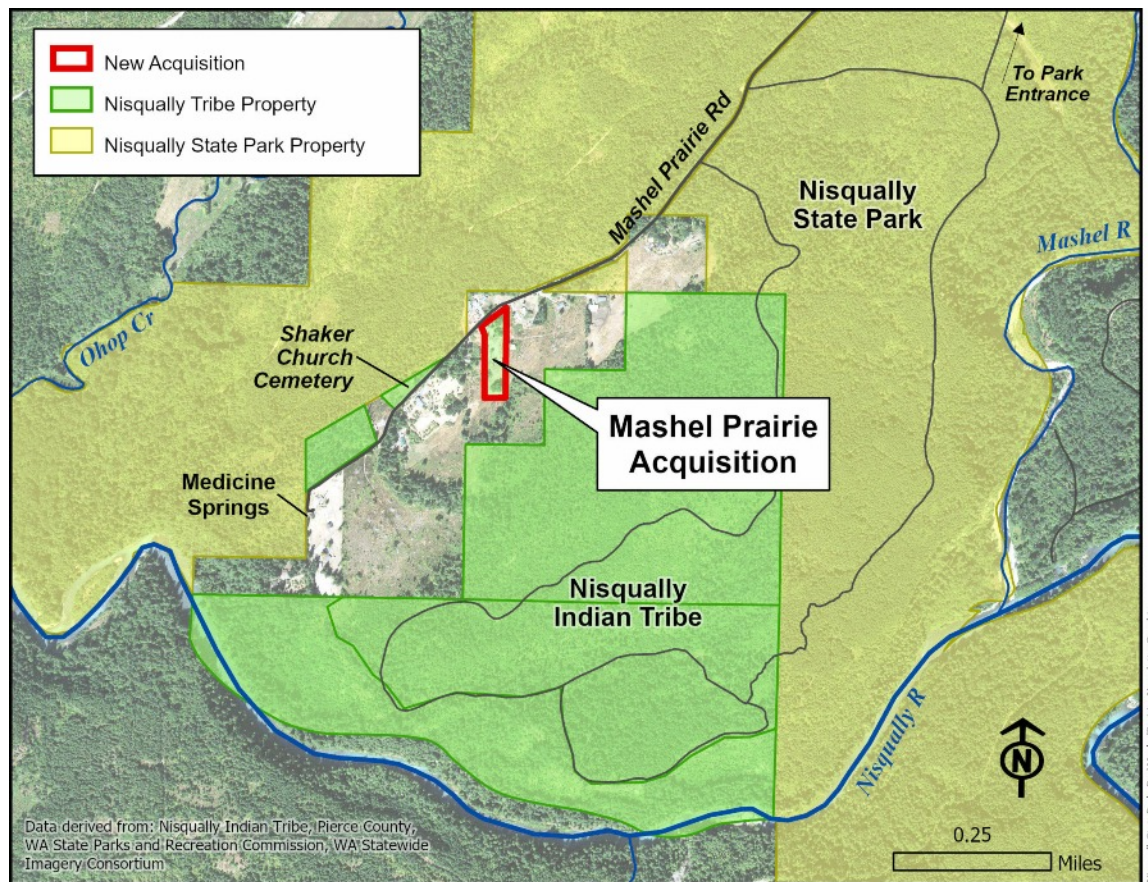 New Acquisition
Nisqually Tribe Property
Nisqually State Park Property
To Park
Entrance
Mashel Prairie Rd
Nisqually
State Park
Mashel R
Ohop Cr
Shaker
Church
Cemetery
Mashel Prairie
Acquisition
Medicine
Springs
Nisqually
Indian Tribe
Nisqually R
N
Data derived from: Nisqually Indian Tribe, Pierce County,
WA State Parks and Recreation Commission, WA Statewide
Imagery Consortium
0.25
Miles